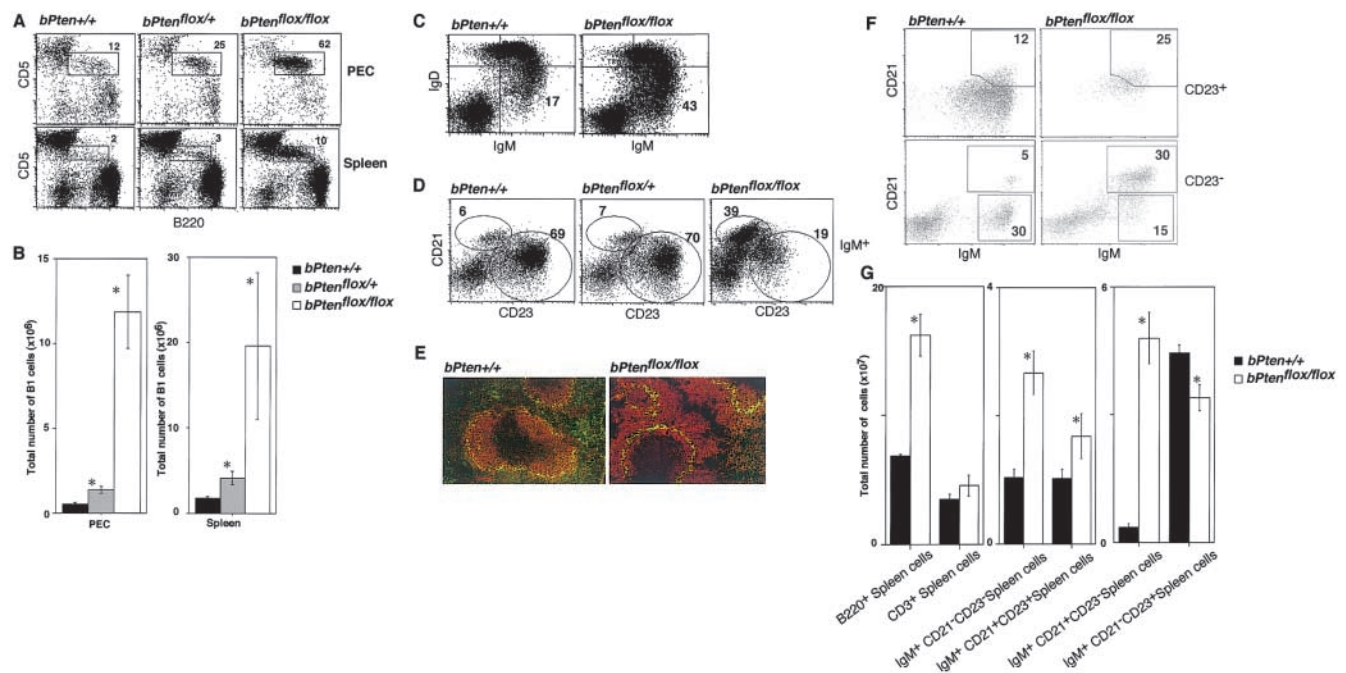 A
bPten+/+ bPtenflox/+ bPtenflox/flox
12 25 62
CD5 PEC
2 3 10
CD5 Spleen
B220
B
15 30
10 20
5 10
0 0
Total number of B1 cells (x10⁶)
Total number of B1 cells (x10⁶)
* * * *
PEC Spleen
bPten+/+
bPtenflox/+
bPtenflox/flox
C
bPten+/+ bPtenflox/flox
IgD
17 43
IgM IgM
D
bPten+/+ bPtenflox/+ bPtenflox/flox
6 69 7 70 39 19
CD21 IgM+
CD23 CD23 CD23
E
bPten+/+ bPtenflox/flox
F
bPten+/+ bPtenflox/flox
12 25
CD21 CD23+
5 30
CD21 CD23-
30 15
IgM IgM
G
20 4 6
0 0 0
Total number of cells (x10⁷)
* * * * *
bPten+/+
bPtenflox/flox
B220+ Spleen cells
CD3+ Spleen cells
IgM+ CD21-CD23-Spleen cells
IgM+ CD21+CD23+Spleen cells
IgM+ CD21+CD23-Spleen cells
IgM+ CD21-CD23+Spleen cells